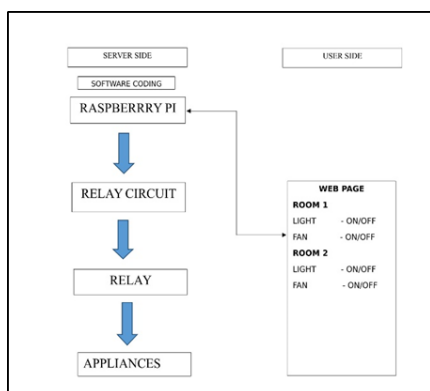 SERVER SIDE
USER SIDE
SOFTWARE CODING
RASPBERRRY PI
RELAY CIRCUIT
RELAY
APPLIANCES
WEB PAGE
ROOM 1
LIGHT - ON/OFF
FAN - ON/OFF
ROOM 2
LIGHT - ON/OFF
FAN - ON/OFF